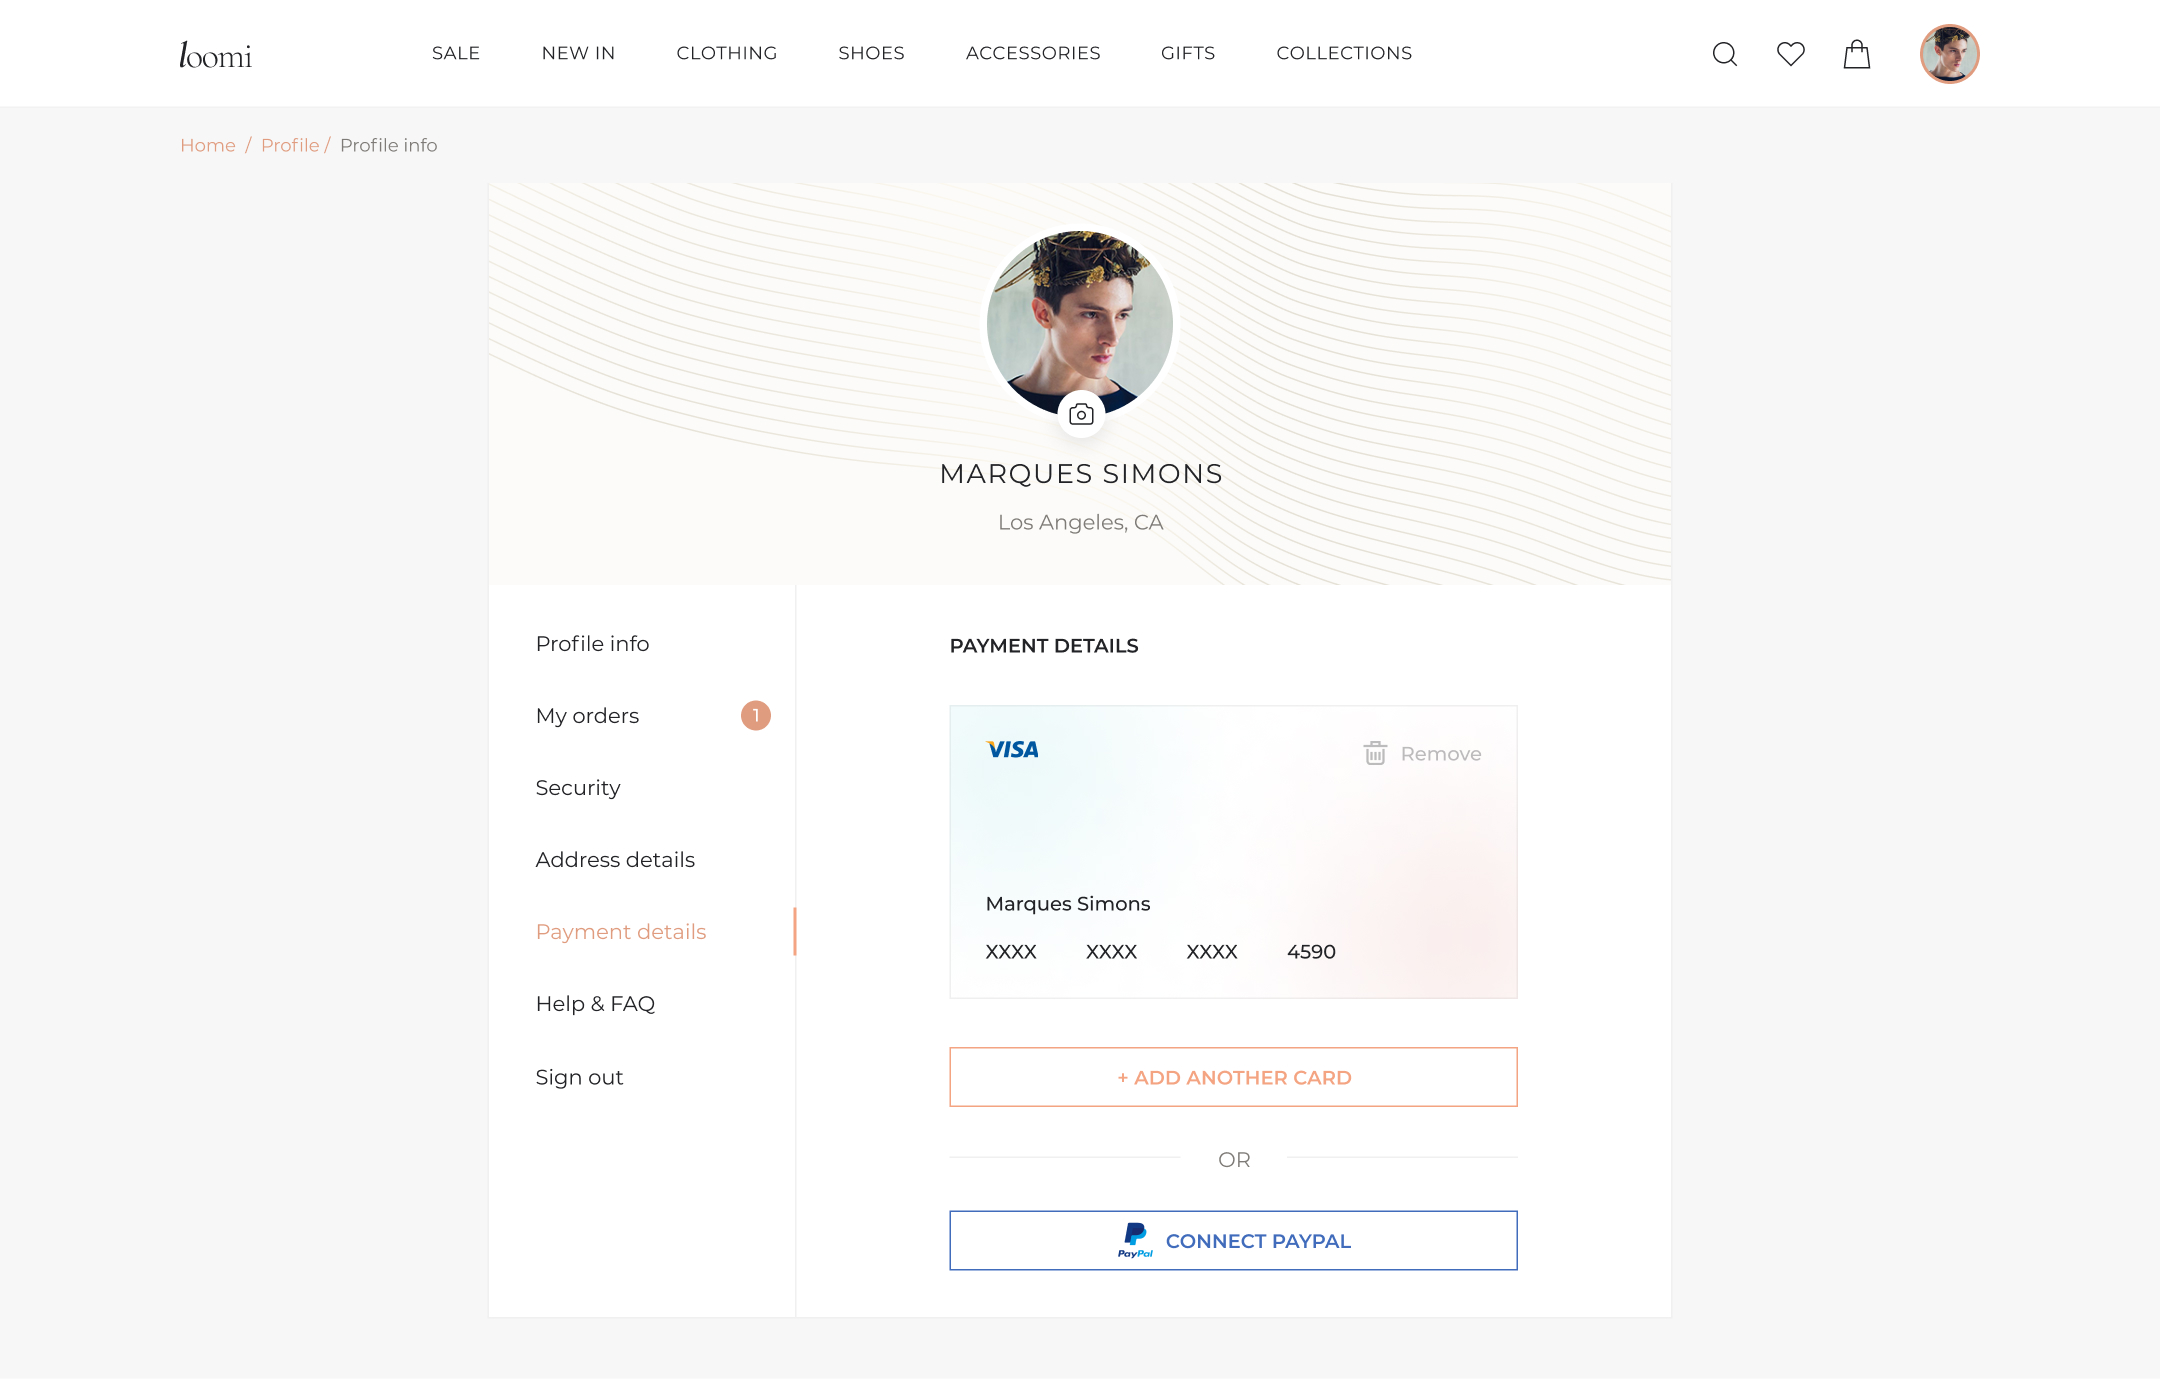 loomi SALE NEW IN CLOTHING SHOES ACCESSORIES GIFTS COLLECTIONS
Home / Profile / Profile info
MARQUES SIMONS
Los Angeles, CA
Profile info
My orders 1
Security
Address details
Payment details
Help & FAQ
Sign out
PAYMENT DETAILS
VISA Remove
Marques Simons
XXXX XXXX XXXX 4590
+ ADD ANOTHER CARD
OR
PayPal CONNECT PAYPAL